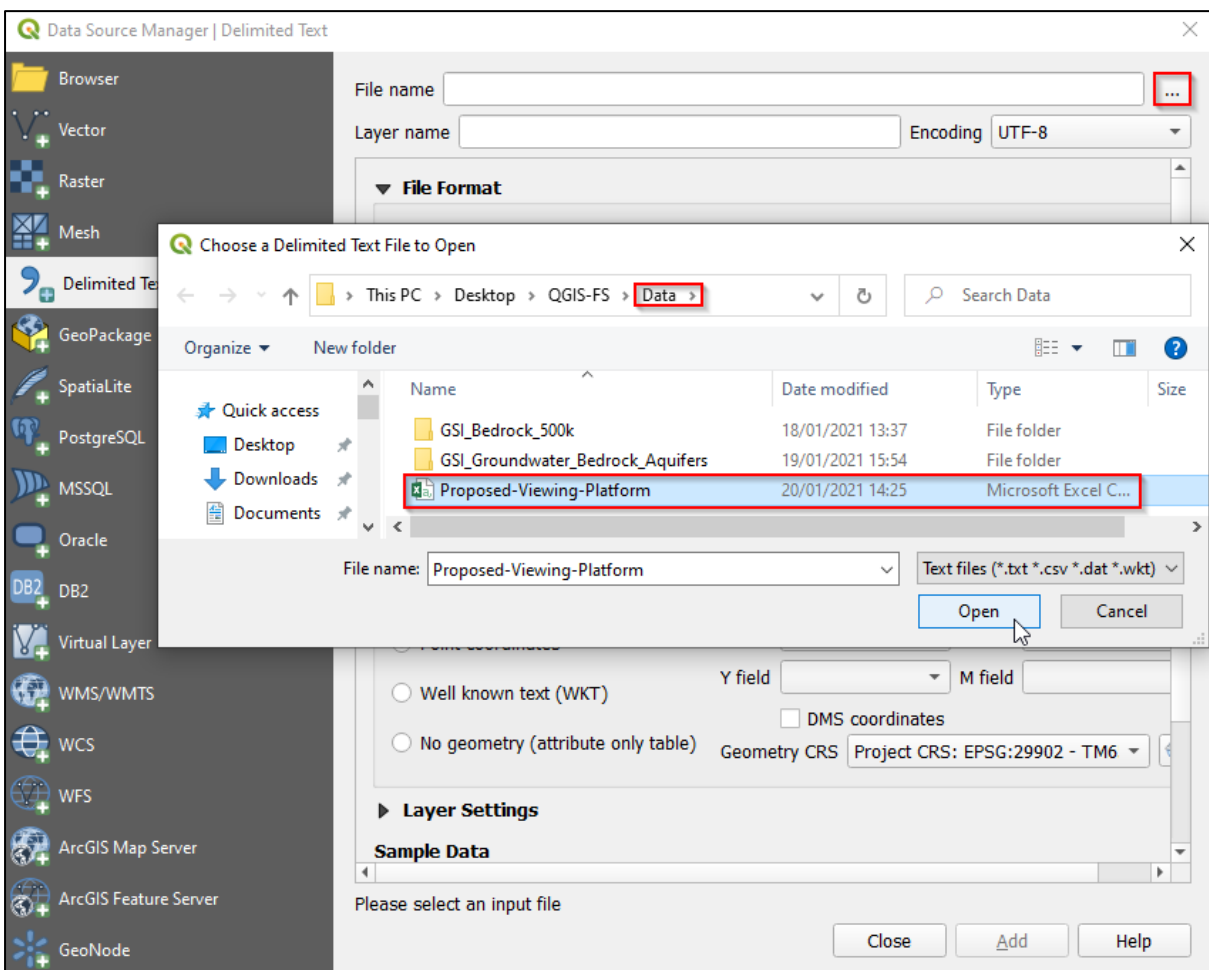 Data Source Manager | Delimited Text
Browser
Vector
Raster
Mesh
Delimited Te
GeoPackage
SpatiaLite
PostgreSQL
MSSQL
Oracle
DB2 DB2
Virtual Layer
WMS/WMTS
WCS
WFS
ArcGIS Map Server
ArcGIS Feature Server
GeoNode
File name ...
Layer name Encoding UTF-8
File Format
Choose a Delimited Text File to Open
This PC > Desktop > QGIS-FS > Data > Search Data
Organize New folder ?
Name Date modified Type Size
Quick access
Desktop
Downloads
Documents
GSI_Bedrock_500k 18/01/2021 13:37 File folder
GSI_Groundwater_Bedrock_Aquifers 19/01/2021 15:54 File folder
Proposed-Viewing-Platform 20/01/2021 14:25 Microsoft Excel C...
File name: Proposed-Viewing-Platform Text files (*.txt *.csv *.dat *.wkt)
Open Cancel
Point coordinates
Y field M field
Well known text (WKT)
DMS coordinates
No geometry (attribute only table)
Geometry CRS Project CRS: EPSG:29902 - TM6
Layer Settings
Sample Data
Please select an input file
Close Add Help